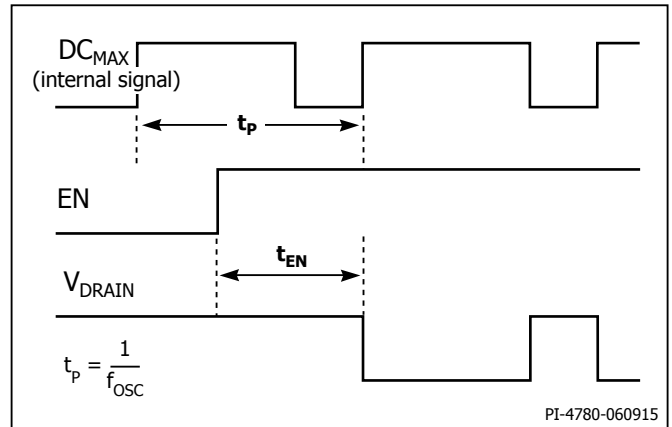 DC_MAX
(internal signal)
t_P
EN
t_EN
V_DRAIN
t_P = 1/f_OSC
PI-4780-060915